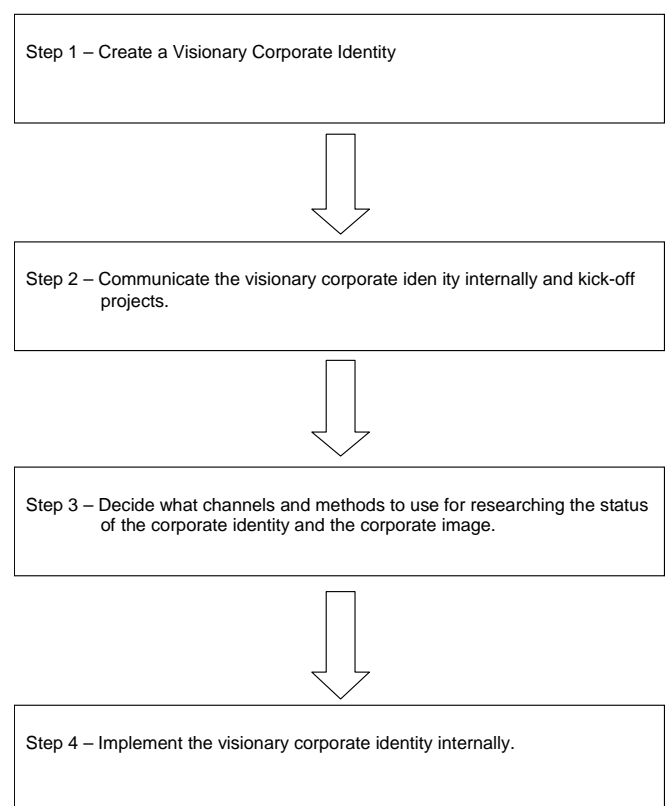 Step 1 – Create a Visionary Corporate Identity
Step 2 – Communicate the visionary corporate iden ity internally and kick-off
projects.
Step 3 – Decide what channels and methods to use for researching the status
of the corporate identity and the corporate image.
Step 4 – Implement the visionary corporate identity internally.